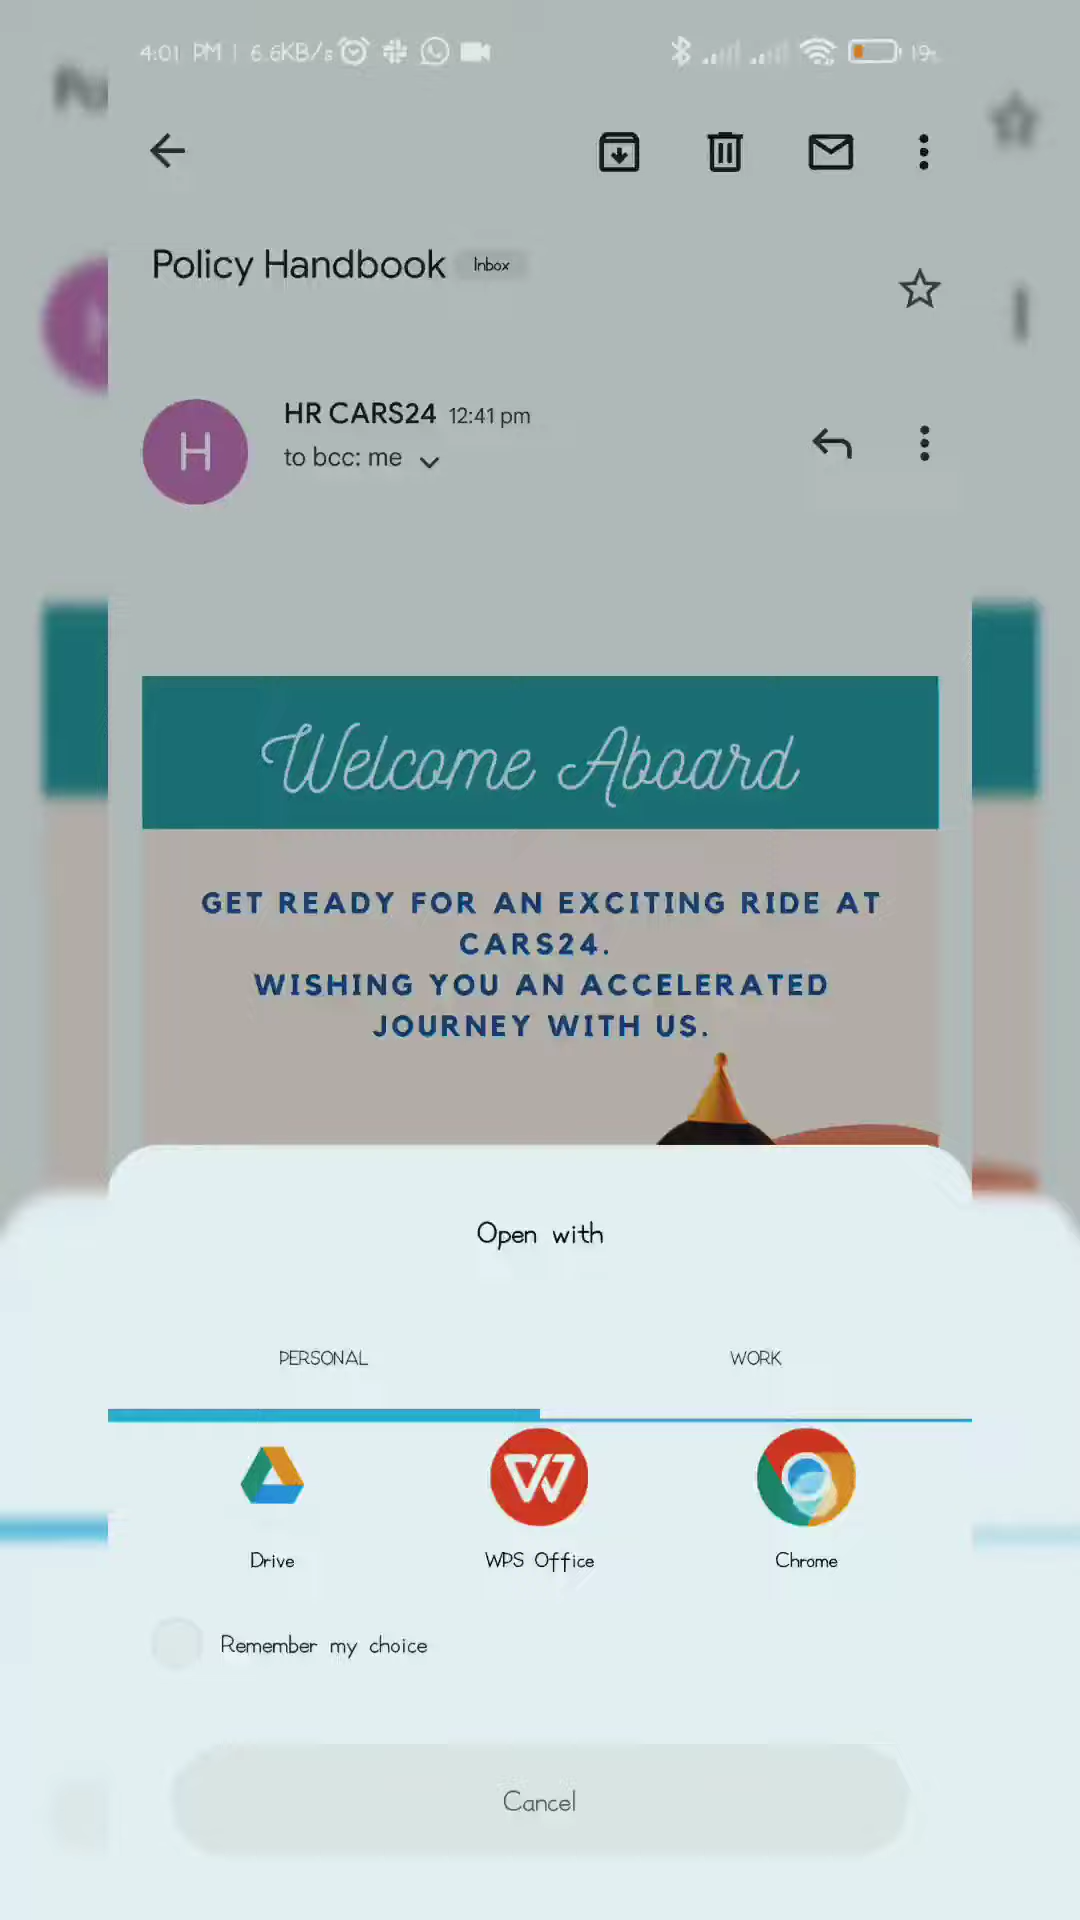 4:01 PM | 6.6KB/s
Policy Handbook Inbox
HR CARS24 12:41 pm
to bcc: me
H
Welcome Aboard
GET READY FOR AN EXCITING RIDE AT
CARS24.
WISHING YOU AN ACCELERATED
JOURNEY WITH US.
Open with
PERSONAL WORK
Drive WPS Office Chrome
Remember my choice
Cancel